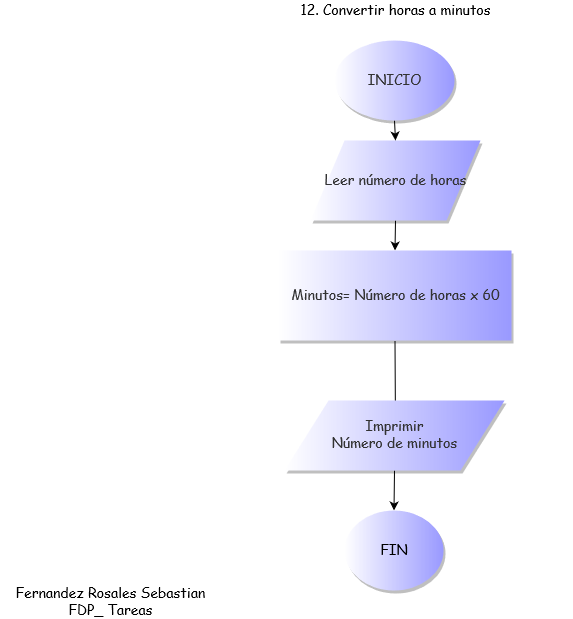 12. Convertir horas a minutos
INICIO
Leer número de horas
Minutos= Número de horas x 60
Imprimir
Número de minutos
FIN
Fernandez Rosales Sebastian
FDP_ Tareas